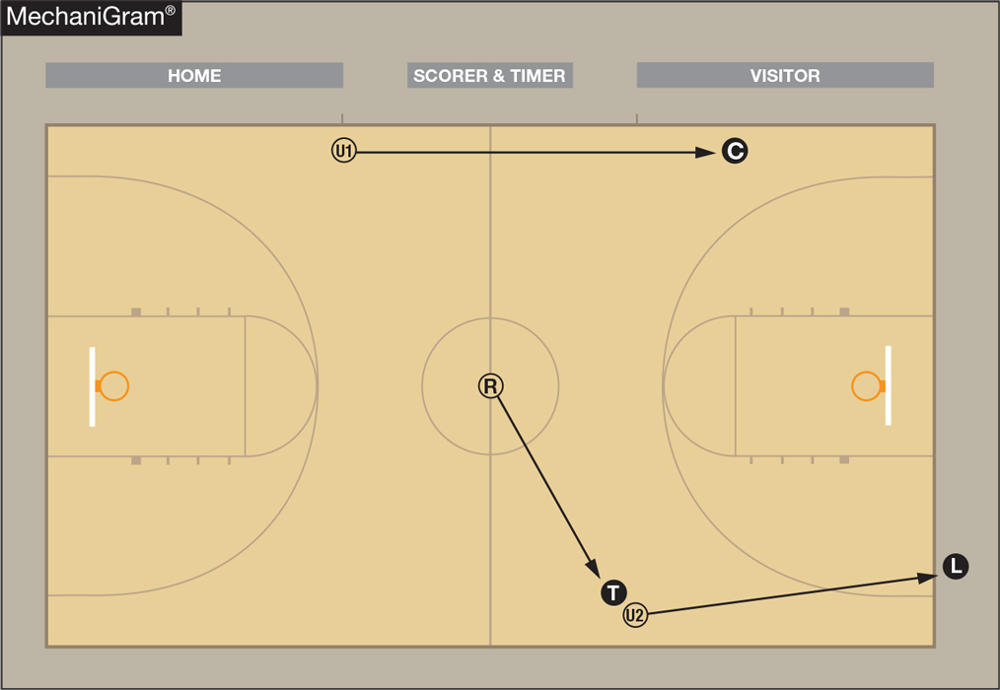 MechaniGram®
HOME
SCORER & TIMER
VISITOR
U1
C
R
T
U2
L